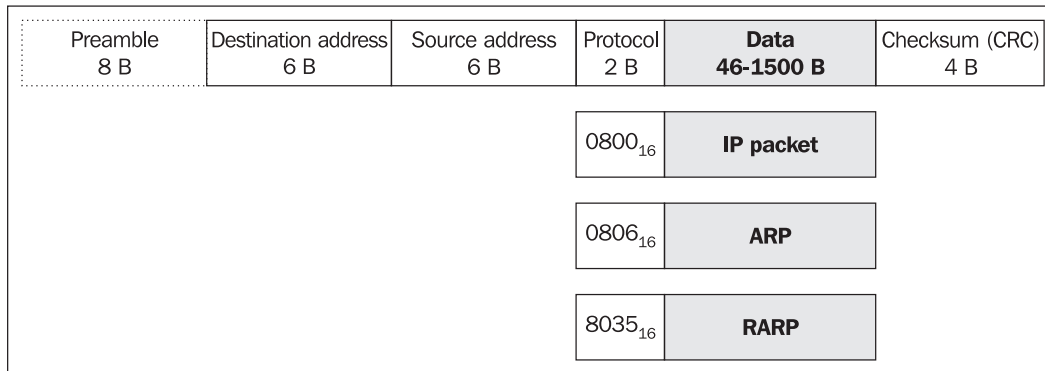 Preamble
8 B
Destination address
6 B
Source address
6 B
Protocol
2 B
Data
46-1500 B
Checksum (CRC)
4 B
0800₁₆
IP packet
0806₁₆
ARP
8035₁₆
RARP